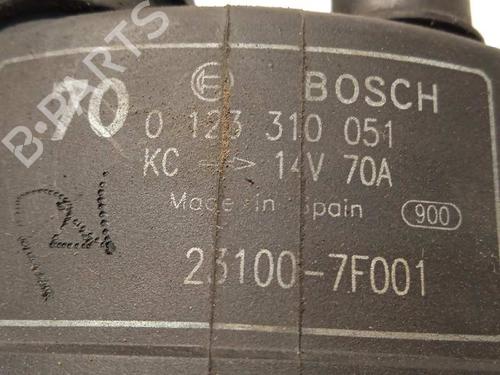 70 BOSCH
0 123 310 051
KC 14V 70A
Made in Spain 900
23100-7F001
B-PARTS